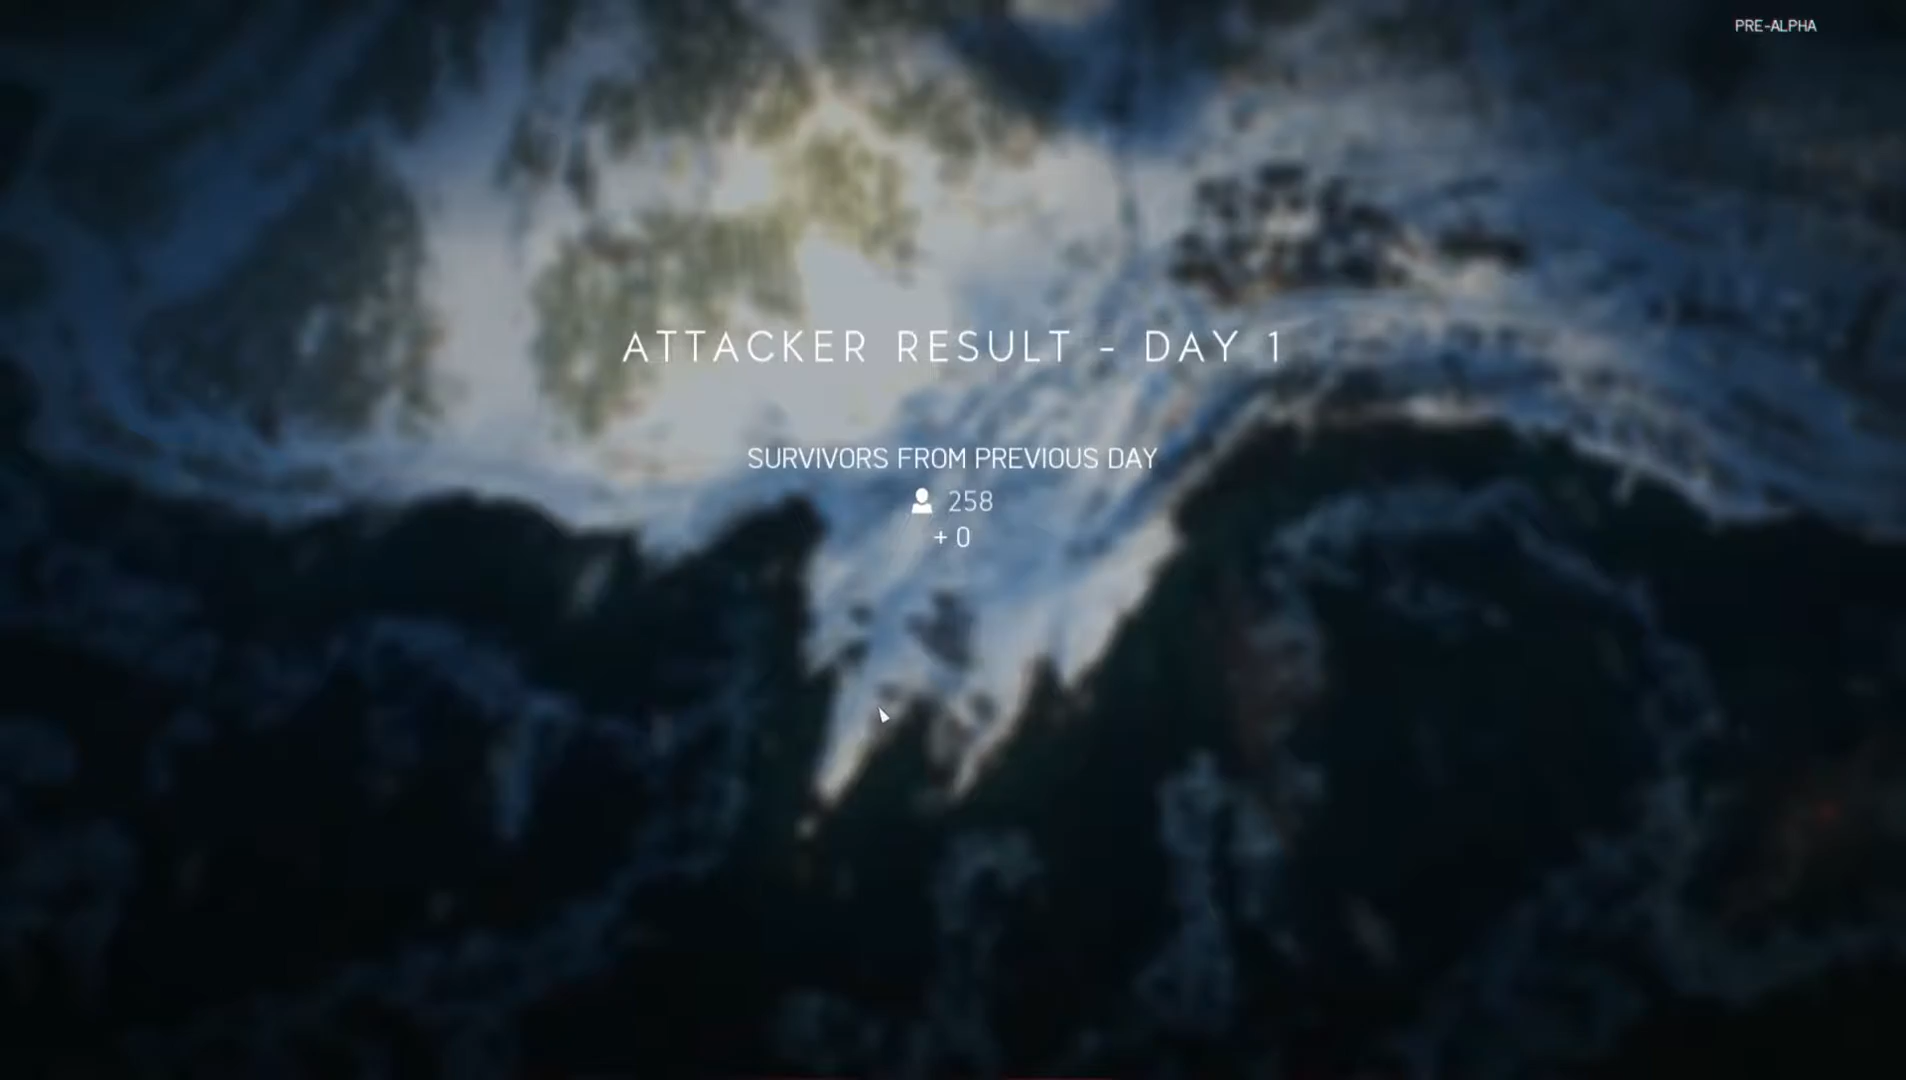 PRE-ALPHA
ATTACKER RESULT - DAY 1
SURVIVORS FROM PREVIOUS DAY
258
+ 0